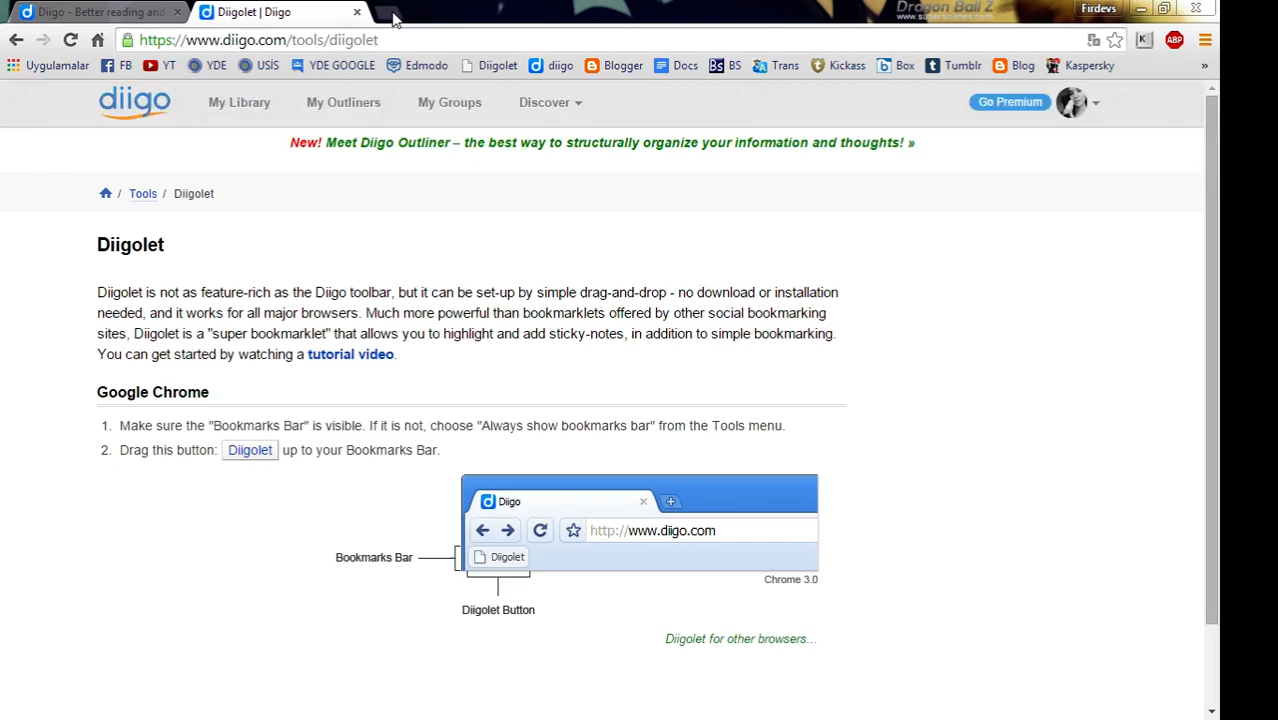 Diigo - Better reading and
Diigolet | Diigo
Dragon Ball Z
Firdevs
https://www.diigo.com/tools/diigolet
ABP
Uygulamalar FB YT YDE USİS YDE GOOGLE Edmodo Diigolet diigo Blogger Docs BS Trans Kickass Box Tumblr Blog Kaspersky »
diigo My Library My Outliners My Groups Discover Go Premium
New! Meet Diigo Outliner – the best way to structurally organize your information and thoughts! »
/ Tools / Diigolet
Diigolet
Diigolet is not as feature-rich as the Diigo toolbar, but it can be set-up by simple drag-and-drop - no download or installation
needed, and it works for all major browsers. Much more powerful than bookmarklets offered by other social bookmarking
sites, Diigolet is a "super bookmarklet" that allows you to highlight and add sticky-notes, in addition to simple bookmarking.
You can get started by watching a tutorial video.
Google Chrome
1. Make sure the "Bookmarks Bar" is visible. If it is not, choose "Always show bookmarks bar" from the Tools menu.
2. Drag this button: Diigolet up to your Bookmarks Bar.
Diigo
http://www.diigo.com
Bookmarks Bar
Diigolet
Chrome 3.0
Diigolet Button
Diigolet for other browsers...